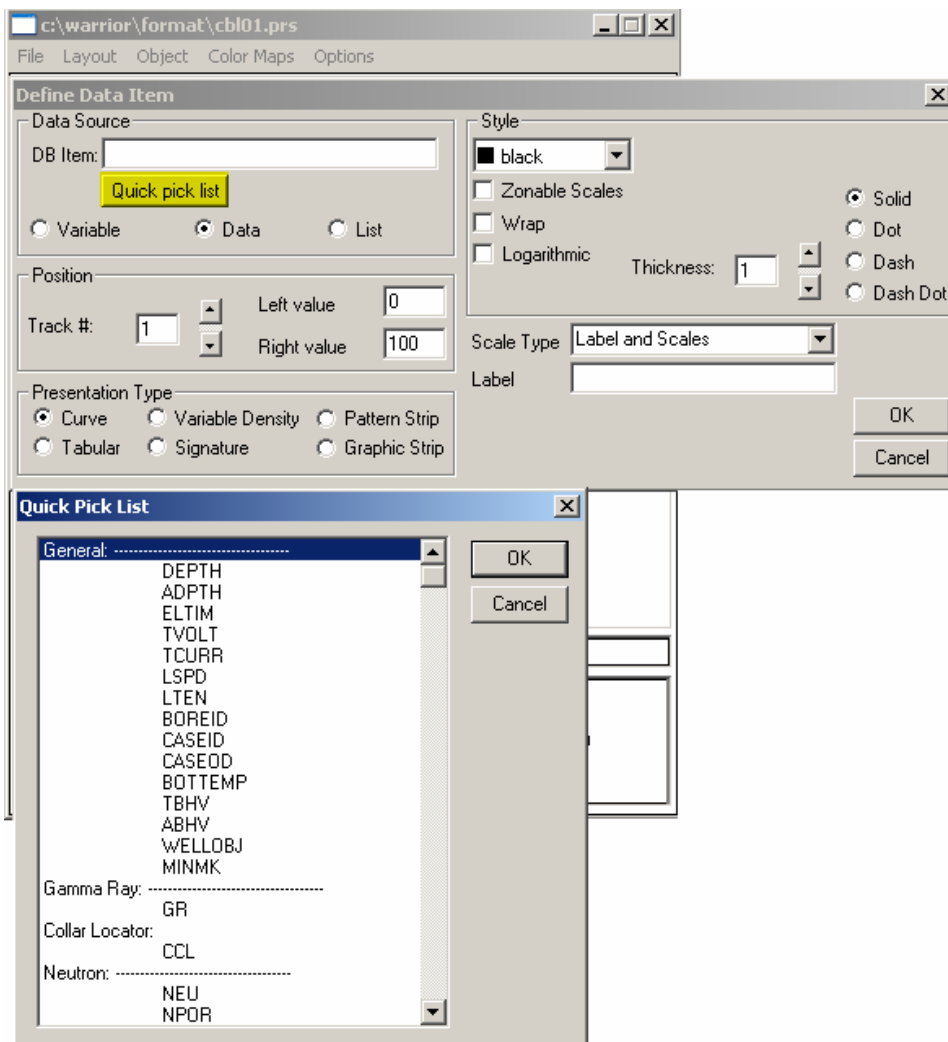 c:\warrior\format\cbl01.prs
File Layout Object Color Maps Options
Define Data Item
Data Source
DB Item:
Quick pick list
Variable Data List
Position
Track #: 1
Left value 0
Right value 100
Presentation Type
Curve Variable Density Pattern Strip
Tabular Signature Graphic Strip
Style
black
Zonable Scales
Wrap
Logarithmic
Thickness: 1
Solid
Dot
Dash
Dash Dot
Scale Type Label and Scales
Label
OK
Cancel
Quick Pick List
General: -----------------------------------
DEPTH
ADPTH
ELTIM
TVOLT
TCURR
LSPD
LTEN
BOREID
CASEID
CASEOD
BOTTEMP
TBHV
ABHV
WELLOBJ
MINMK
Gamma Ray: -----------------------------------
GR
Collar Locator:
CCL
Neutron: -----------------------------------
NEU
NPOR
OK
Cancel